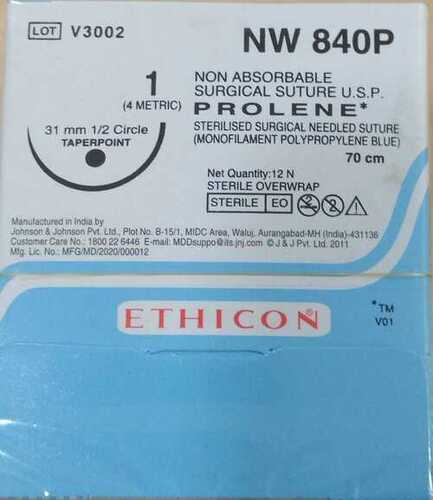 LOT V3002
NW 840P
1
(4 METRIC)
31 mm 1/2 Circle
TAPERPOINT
NON ABSORBABLE
SURGICAL SUTURE U.S.P.
PROLENE*
STERILISED SURGICAL NEEDLED SUTURE
(MONOFILAMENT POLYPROPYLENE BLUE)
70 cm
Net Quantity:12 N
STERILE OVERWRAP
STERILE EO 2 2
Manufactured in India by
Johnson & Johnson Pvt. Ltd., Plot No. B-15/1, MIDC Area, Waluj, Aurangabad-MH (India)-431136
Customer Care No.: 1800 22 6446 E-mail: MDDsuppo@its.jnj.com © J & J Pvt. Ltd. 2011
Mfg. Lic. No.: MFG/MD/2020/000012
ETHICON®
*TM
V01